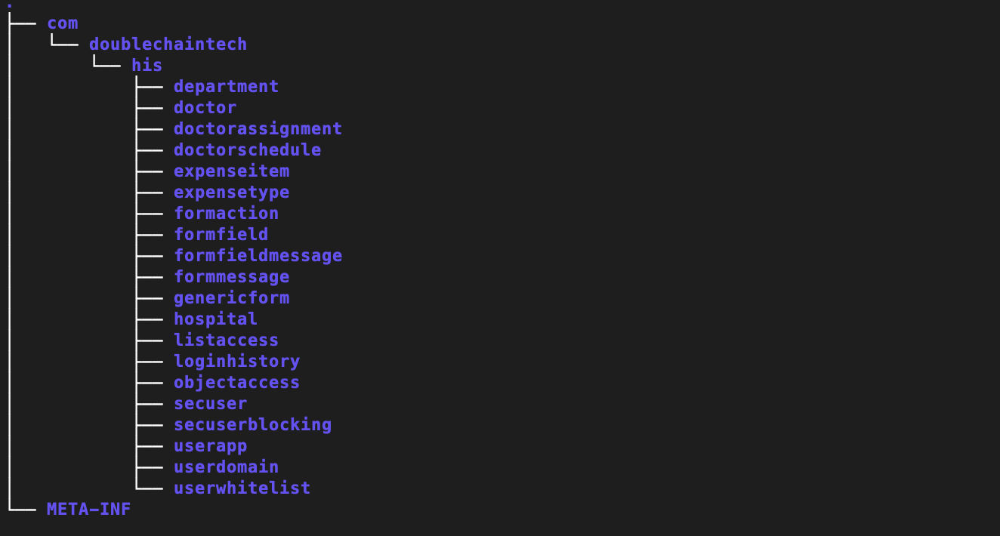 .
├── com
│   └── doublechaintech
│       └── his
│           ├── department
│           ├── doctor
│           ├── doctorassignment
│           ├── doctorschedule
│           ├── expenseitem
│           ├── expensetype
│           ├── formaction
│           ├── formfield
│           ├── formfieldmessage
│           ├── formmessage
│           ├── genericform
│           ├── hospital
│           ├── listaccess
│           ├── loginhistory
│           ├── objectaccess
│           ├── secuser
│           ├── secuserblocking
│           ├── userapp
│           ├── userdomain
│           └── userwhitelist
└── META-INF